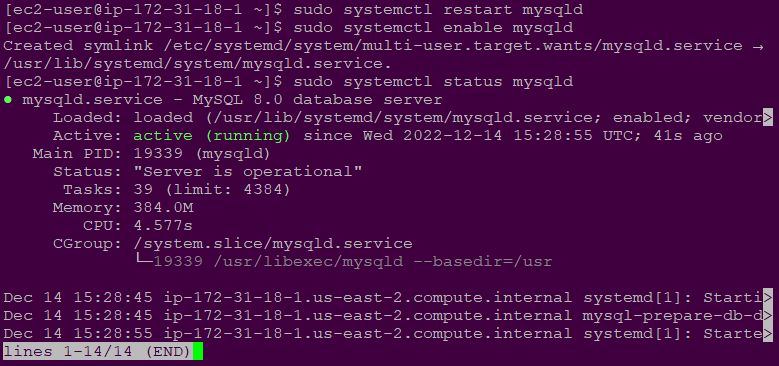 [ec2-user@ip-172-31-18-1 ~]$ sudo systemctl restart mysqld
[ec2-user@ip-172-31-18-1 ~]$ sudo systemctl enable mysqld
Created symlink /etc/systemd/system/multi-user.target.wants/mysqld.service →
/usr/lib/systemd/system/mysqld.service.
[ec2-user@ip-172-31-18-1 ~]$ sudo systemctl status mysqld
● mysqld.service - MySQL 8.0 database server
     Loaded: loaded (/usr/lib/systemd/system/mysqld.service; enabled; vendor>
     Active: active (running) since Wed 2022-12-14 15:28:55 UTC; 41s ago
   Main PID: 19339 (mysqld)
     Status: "Server is operational"
      Tasks: 39 (limit: 4384)
     Memory: 384.0M
        CPU: 4.577s
     CGroup: /system.slice/mysqld.service
             └─19339 /usr/libexec/mysqld --basedir=/usr
Dec 14 15:28:45 ip-172-31-18-1.us-east-2.compute.internal systemd[1]: Starti>
Dec 14 15:28:45 ip-172-31-18-1.us-east-2.compute.internal mysql-prepare-db-d>
Dec 14 15:28:55 ip-172-31-18-1.us-east-2.compute.internal systemd[1]: Starte>
lines 1-14/14 (END)